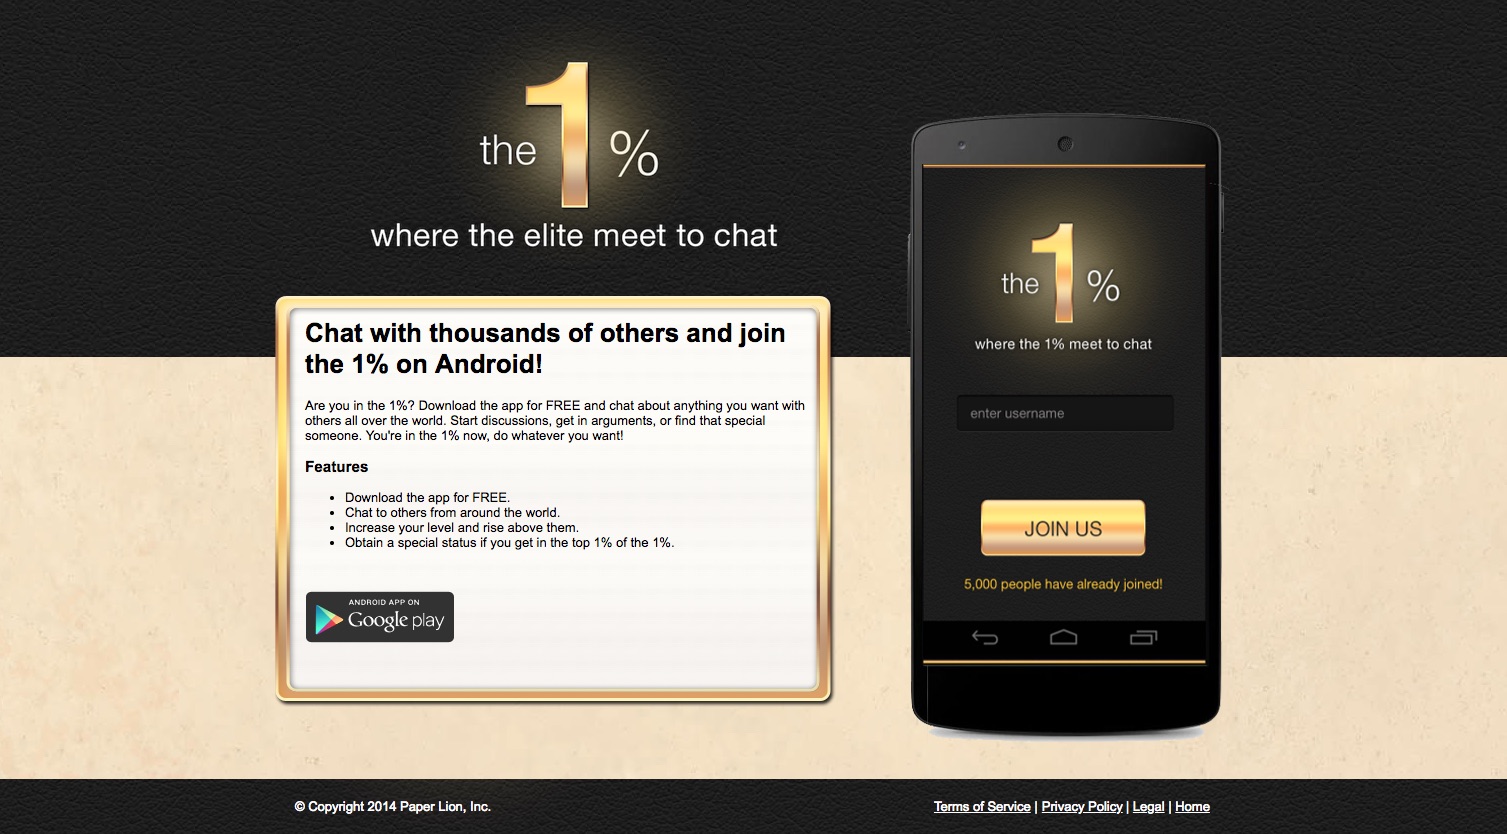 the 1 %
where the elite meet to chat
Chat with thousands of others and join
the 1% on Android!
Are you in the 1%? Download the app for FREE and chat about anything you want with
others all over the world. Start discussions, get in arguments, or find that special
someone. You're in the 1% now, do whatever you want!
Features
• Download the app for FREE.
• Chat to others from around the world.
• Increase your level and rise above them.
• Obtain a special status if you get in the top 1% of the 1%.
ANDROID APP ON
Google play
the 1 %
where the 1% meet to chat
enter username
JOIN US
5,000 people have already joined!
© Copyright 2014 Paper Lion, Inc.
Terms of Service | Privacy Policy | Legal | Home